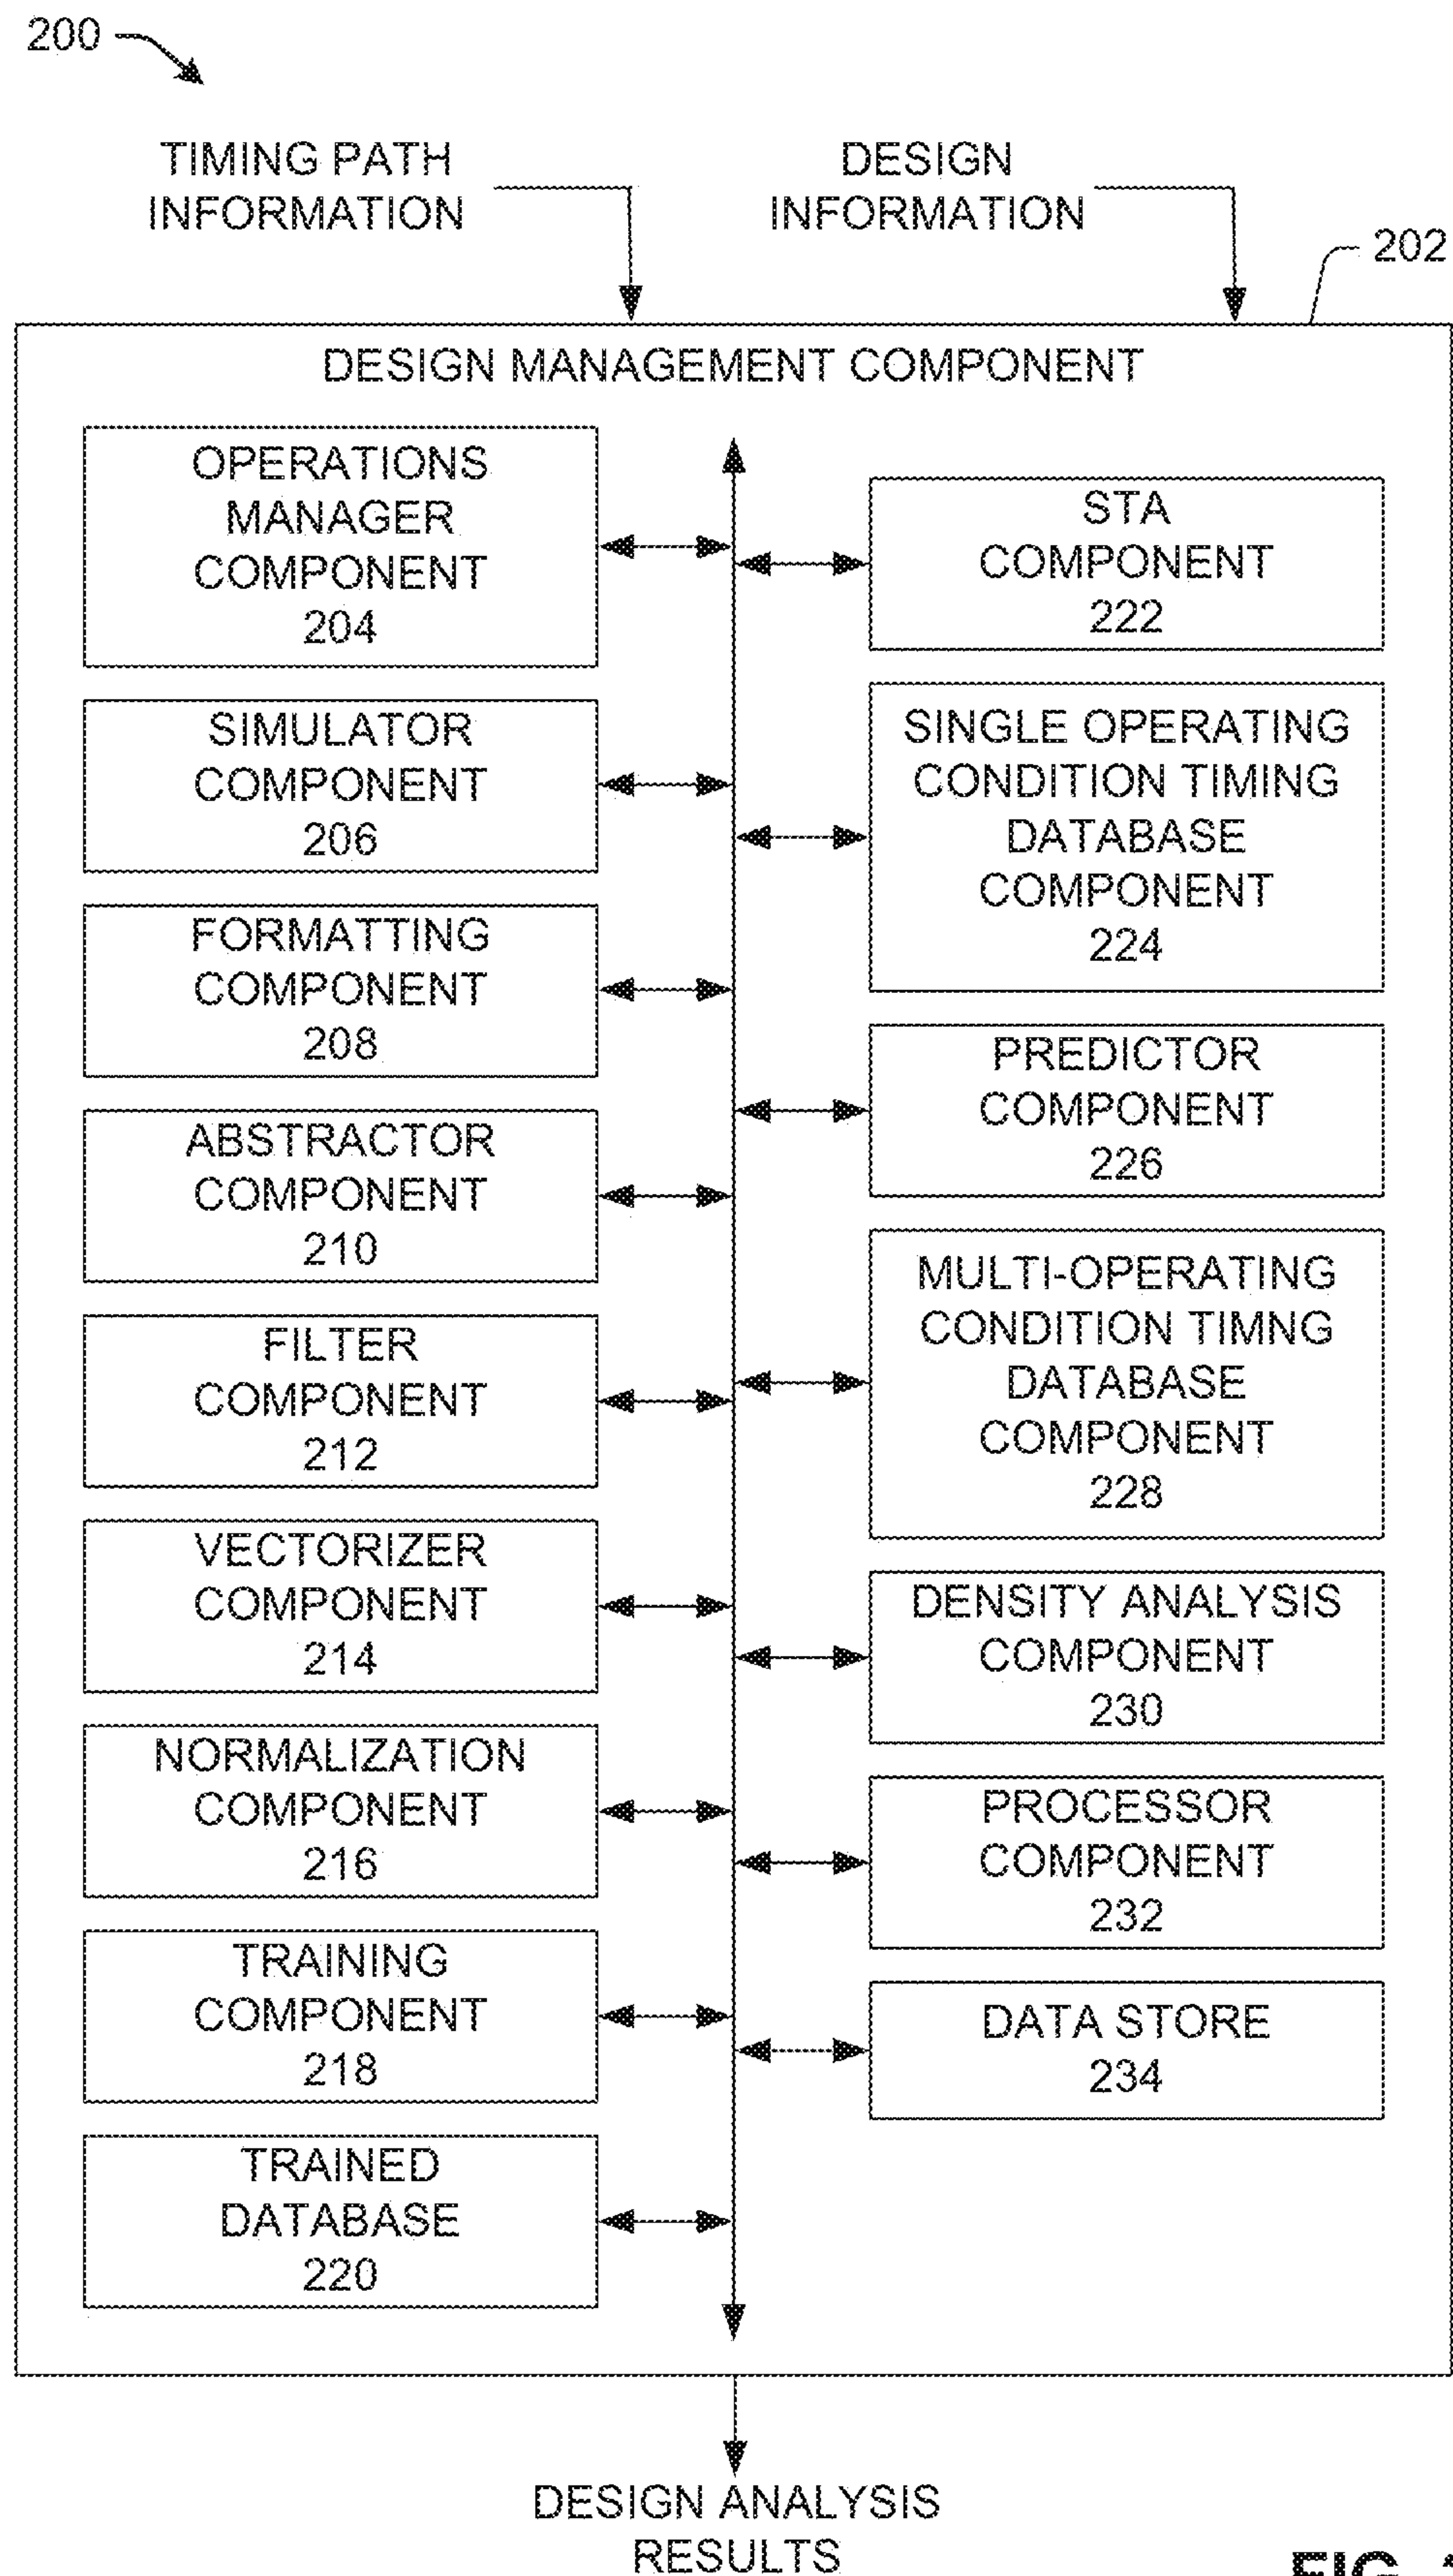 200
TIMING PATH
INFORMATION
DESIGN
INFORMATION
202
DESIGN MANAGEMENT COMPONENT
OPERATIONS
MANAGER
COMPONENT
204
SIMULATOR
COMPONENT
206
FORMATTING
COMPONENT
208
ABSTRACTOR
COMPONENT
210
FILTER
COMPONENT
212
VECTORIZER
COMPONENT
214
NORMALIZATION
COMPONENT
216
TRAINING
COMPONENT
218
TRAINED
DATABASE
220
STA
COMPONENT
222
SINGLE OPERATING
CONDITION TIMING
DATABASE
COMPONENT
224
PREDICTOR
COMPONENT
226
MULTI-OPERATING
CONDITION TIMNG
DATABASE
COMPONENT
228
DENSITY ANALYSIS
COMPONENT
230
PROCESSOR
COMPONENT
232
DATA STORE
234
DESIGN ANALYSIS
RESULTS
FIG.